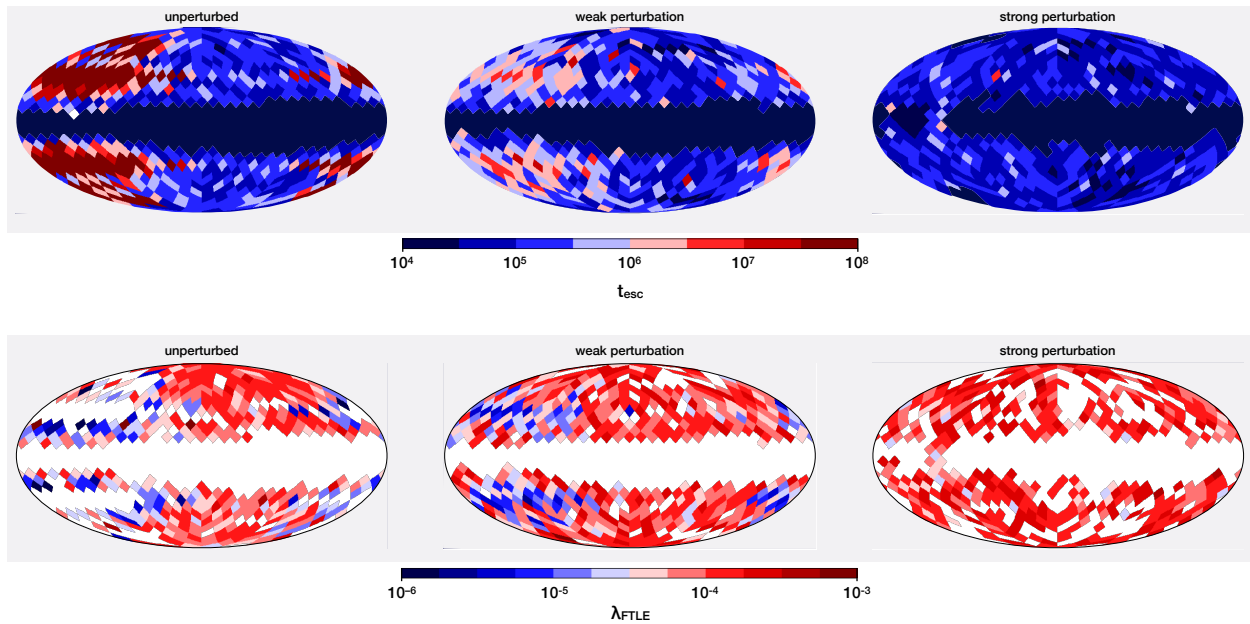 unperturbed weak perturbation strong perturbation
10⁴ 10⁵ 10⁶ 10⁷ 10⁸
tesc
unperturbed weak perturbation strong perturbation
10⁻⁶ 10⁻⁵ 10⁻⁴ 10⁻³
λFTLE